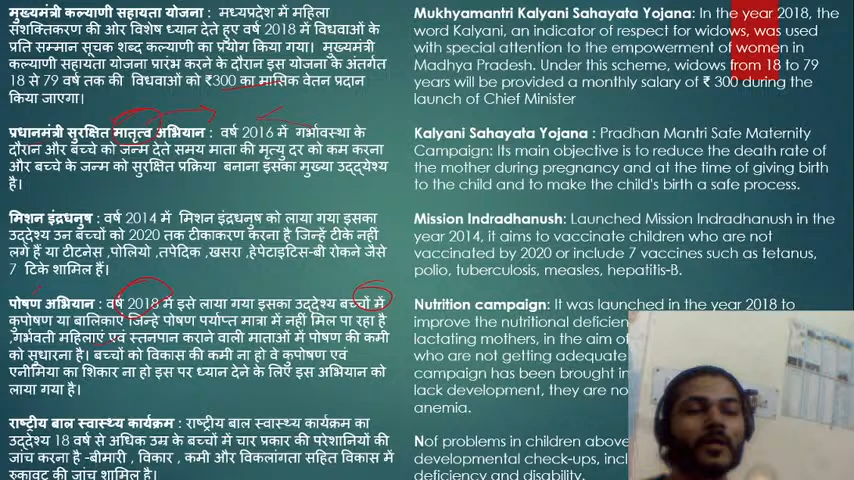 मुख्यमंत्री कल्याणी सहायता योजना : मध्यप्रदेश में महिला
सशक्तिकरण की ओर विशेष ध्यान देते हुए वर्ष 2018 में विधवाओं के
प्रति सम्मान सूचक शब्द कल्याणी का प्रयोग किया गया। मुख्यमंत्री
कल्याणी सहायता योजना प्रारंभ करने के दौरान इस योजना के अंतर्गत
18 से 79 वर्ष तक की विधवाओं को ₹300 का मासिक वेतन प्रदान
किया जाएगा।
प्रधानमंत्री सुरक्षित मातृत्व अभियान : वर्ष 2016 में गर्भावस्था के
दौरान और बच्चे को जन्म देते समय माता की मृत्यु दर को कम करना
और बच्चे के जन्म को सुरक्षित प्रक्रिया बनाना इसका मुख्या उद्द्येश्य
है।
मिशन इंद्रधनुष : वर्ष 2014 में मिशन इंद्रधनुष को लाया गया इसका
उद्देश्य उन बच्चों को 2020 तक टीकाकरण करना है जिन्हें टीके नहीं
लगे हैं या टीटनेस ,पोलियो ,तपेदिक ,खसरा ,हेपेटाइटिस-बी रोकने जैसे
7 टिके शामिल हैं।
पोषण अभियान : वर्ष 2018 में इसे लाया गया इसका उद्देश्य बच्चों में
कुपोषण या बालिकाएं जिन्हें पोषण पर्याप्त मात्रा में नहीं मिल पा रहा है
,गर्भवती महिलाएं एवं स्तनपान कराने वाली माताओं में पोषण की कमी
को सुधारना है। बच्चों को विकास की कमी ना हो वे कुपोषण एवं
एनीमिया का शिकार ना हो इस पर ध्यान देने के लिए इस अभियान को
लाया गया है।
राष्ट्रीय बाल स्वास्थ्य कार्यक्रम : राष्ट्रीय बाल स्वास्थ्य कार्यक्रम का
उद्देश्य 18 वर्ष से अधिक उम्र के बच्चों में चार प्रकार की परेशानियों की
जांच करना है -बीमारी , विकार , कमी और विकलांगता सहित विकास में
रुकावट की जांच शामिल है।
Mukhyamantri Kalyani Sahayata Yojana: In the year 2018, the
word Kalyani, an indicator of respect for widows, was used
with special attention to the empowerment of women in
Madhya Pradesh. Under this scheme, widows from 18 to 79
years will be provided a monthly salary of ₹ 300 during the
launch of Chief Minister
Kalyani Sahayata Yojana : Pradhan Mantri Safe Maternity
Campaign: Its main objective is to reduce the death rate of
the mother during pregnancy and at the time of giving birth
to the child and to make the child's birth a safe process.
Mission Indradhanush: Launched Mission Indradhanush in the
year 2014, it aims to vaccinate children who are not
vaccinated by 2020 or include 7 vaccines such as tetanus,
polio, tuberculosis, measles, hepatitis-B.
Nutrition campaign: It was launched in the year 2018 to
improve the nutritional
lactating mothers, in the aim of
who are not getting adequate
campaign has been brought in
lack development, they are
anemia.
Nof problems in children above
developmental check-ups,
deficiency and disability.